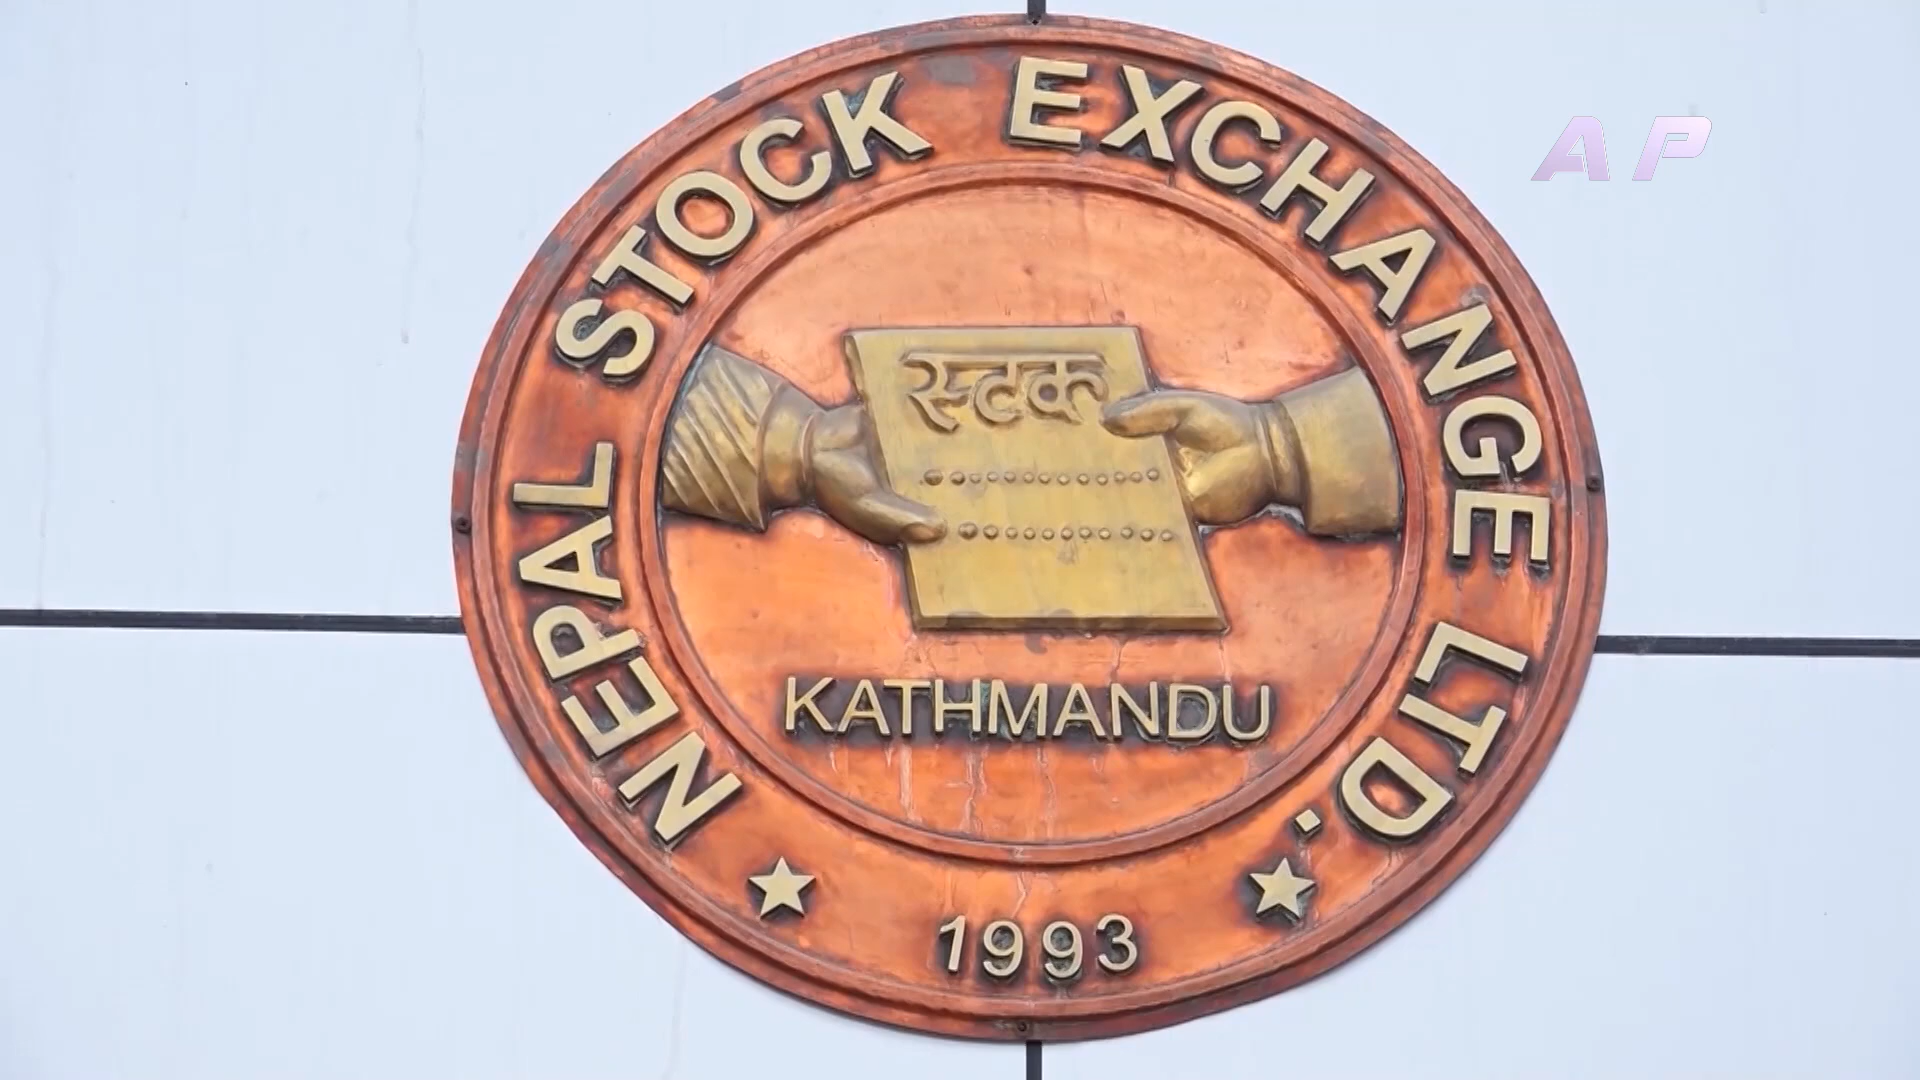 NEPAL STOCK EXCHANGE LTD.
स्टक
KATHMANDU
1993
AP